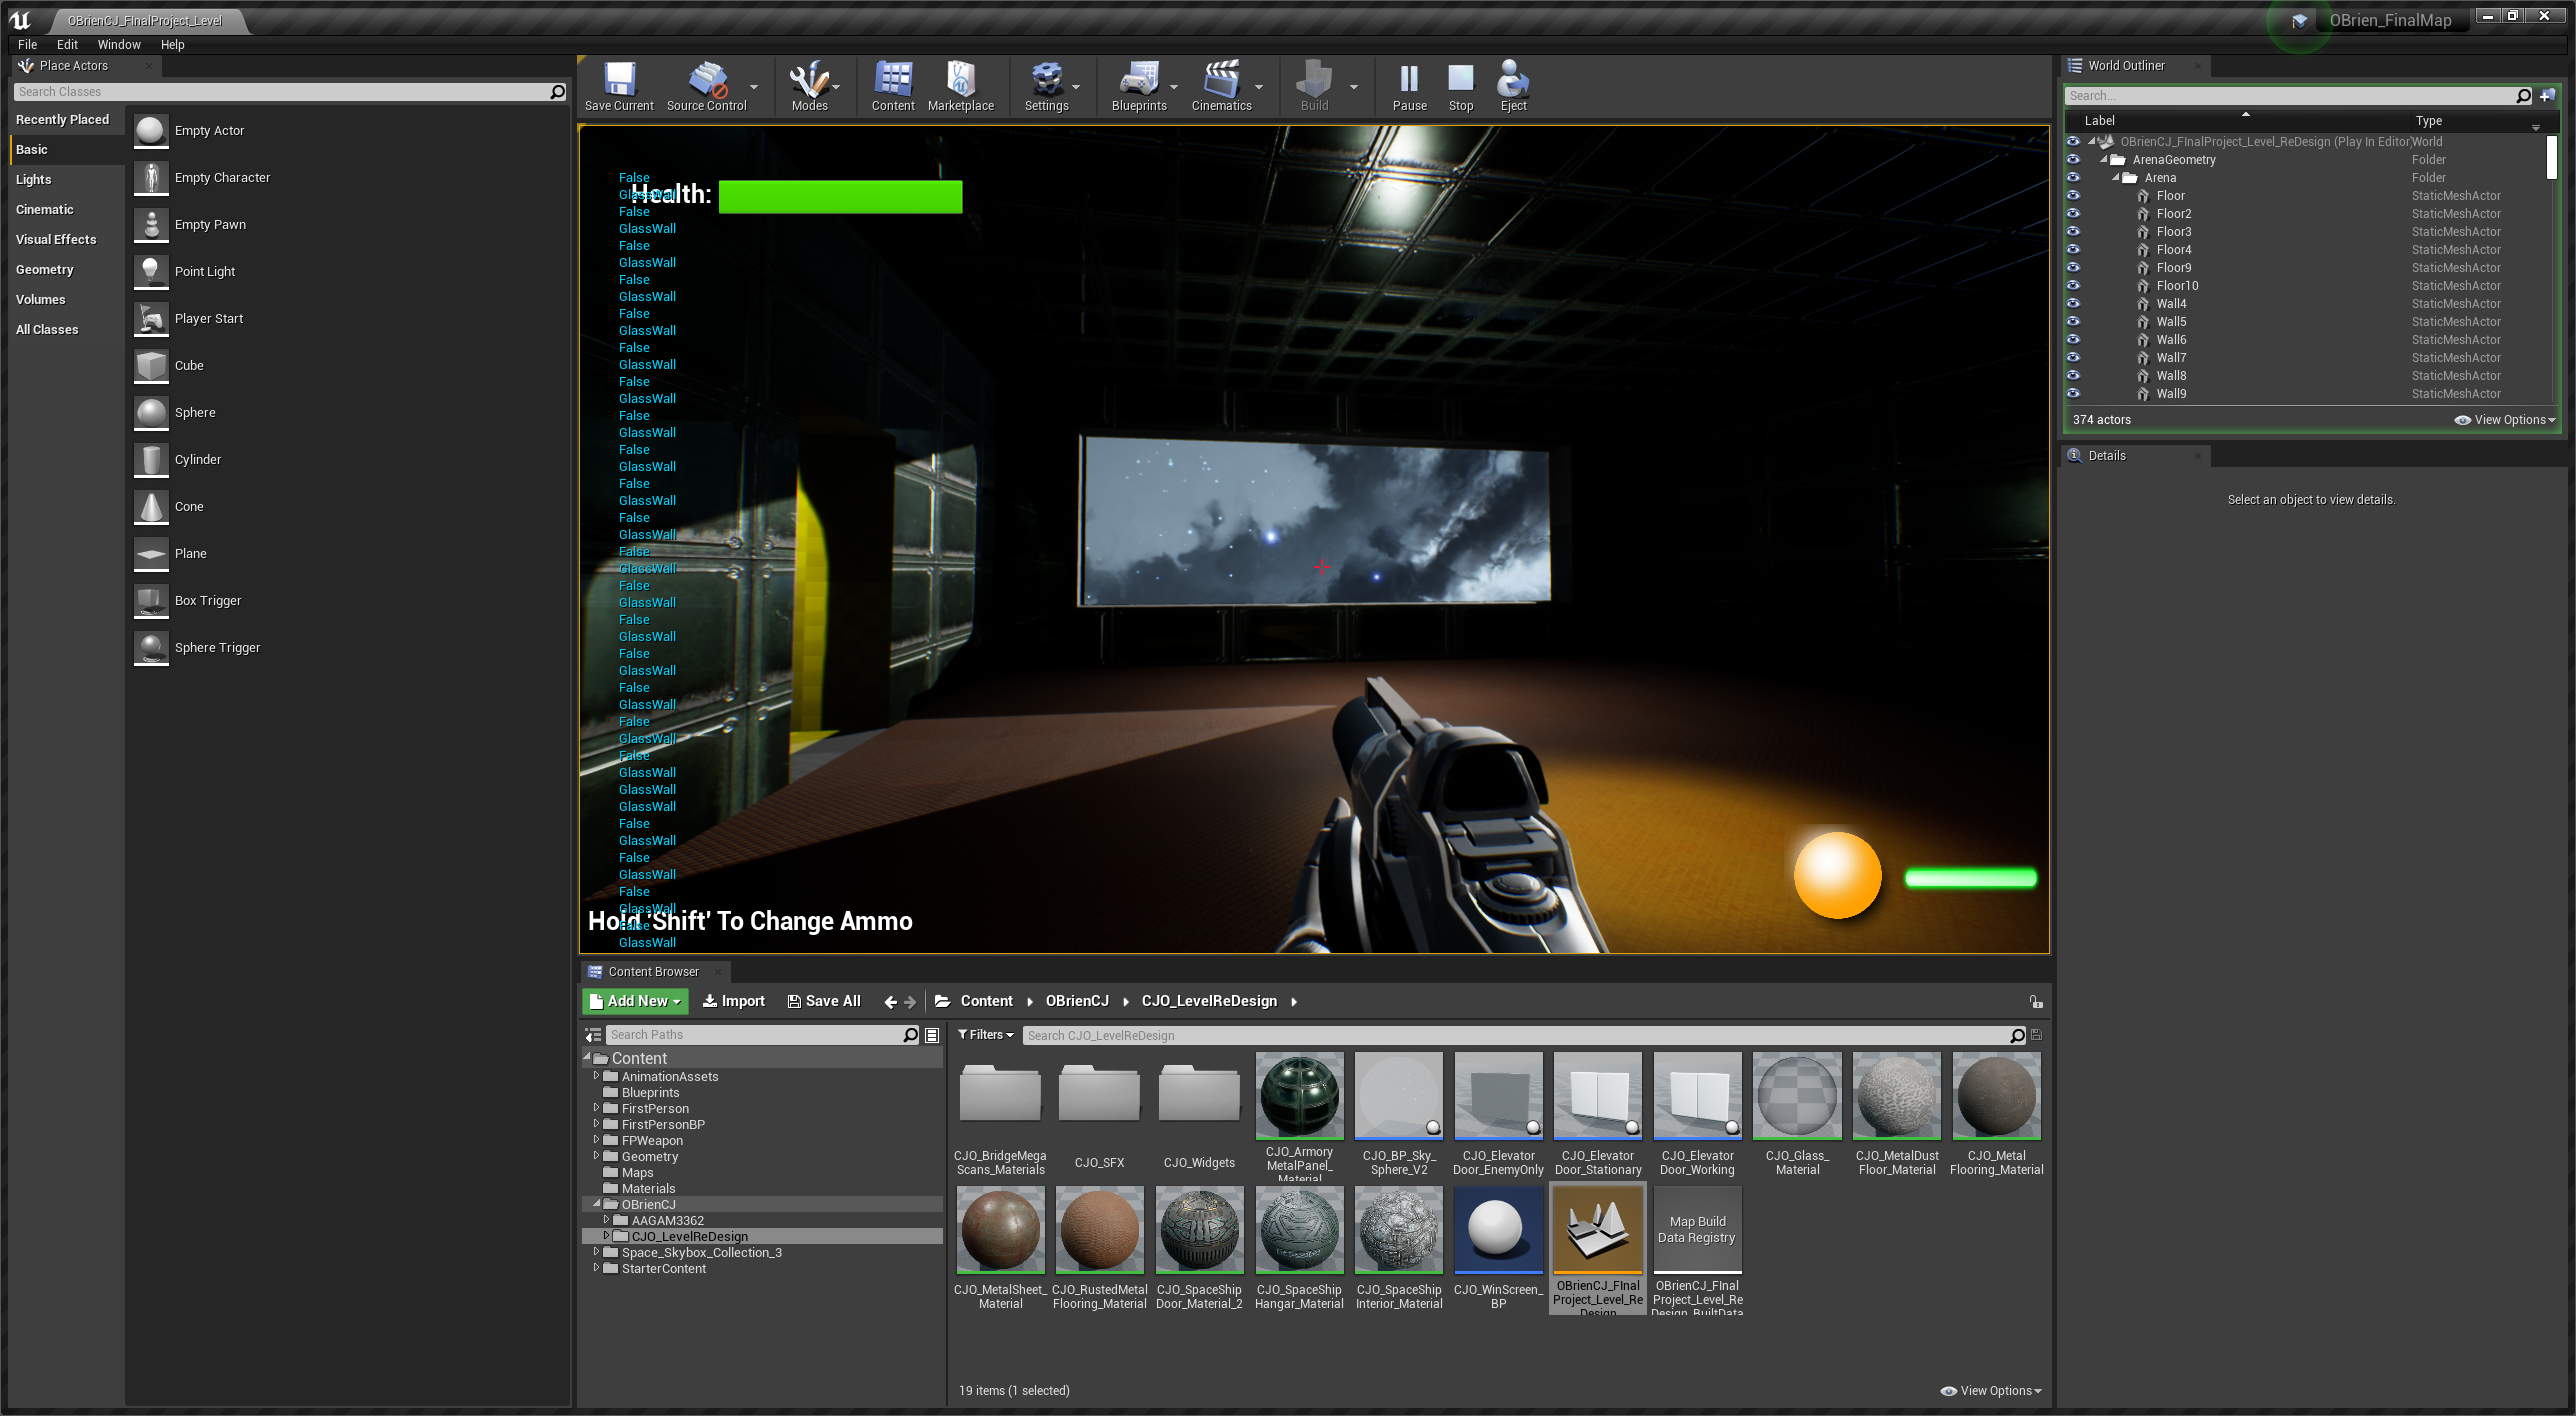 OBrienCJ_FInalProject_Level
OBrien_FinalMap
File Edit Window Help
Place Actors
Search Classes
Recently Placed
Basic
Lights
Cinematic
Visual Effects
Geometry
Volumes
All Classes
Empty Actor
Empty Character
Empty Pawn
Point Light
Player Start
Cube
Sphere
Cylinder
Cone
Plane
Box Trigger
Sphere Trigger
Save Current
Source Control
Modes
Content
Marketplace
Settings
Blueprints
Cinematics
Build
Pause
Stop
Eject
False
GlassWall
Health:
False
GlassWall
False
GlassWall
False
GlassWall
False
GlassWall
False
GlassWall
False
GlassWall
False
GlassWall
False
GlassWall
False
GlassWall
False
GlassWall
False
GlassWall
False
GlassWall
False
GlassWall
False
GlassWall
False
GlassWall
False
GlassWall
False
GlassWall
GlassWall
GlassWall
False
GlassWall
False
GlassWall
False
GlassWall
Hold 'Shift' To Change Ammo
False
GlassWall
World Outliner
Search...
Label Type
OBrienCJ_FInalProject_Level_ReDesign (Play In Editor World
ArenaGeometry Folder
Arena Folder
Floor StaticMeshActor
Floor2 StaticMeshActor
Floor3 StaticMeshActor
Floor4 StaticMeshActor
Floor9 StaticMeshActor
Floor10 StaticMeshActor
Wall4 StaticMeshActor
Wall5 StaticMeshActor
Wall6 StaticMeshActor
Wall7 StaticMeshActor
Wall8 StaticMeshActor
Wall9 StaticMeshActor
374 actors View Options
Details
Select an object to view details.
Content Browser
Add New Import Save All Content OBrienCJ CJO_LevelReDesign
Search Paths
Content
AnimationAssets
Blueprints
FirstPerson
FirstPersonBP
FPWeapon
Geometry
Maps
Materials
OBrienCJ
AAGAM3362
CJO_LevelReDesign
Space_Skybox_Collection_3
StarterContent
Filters Search CJO_LevelReDesign
CJO_BridgeMega
Scans_Materials
CJO_SFX
CJO_Widgets
CJO_Armory
MetalPanel_
Material
CJO_BP_Sky_
Sphere_V2
CJO_Elevator
Door_EnemyOnly
CJO_Elevator
Door_Stationary
CJO_Elevator
Door_Working
CJO_Glass_
Material
CJO_MetalDust
Floor_Material
CJO_Metal
Flooring_Material
CJO_MetalSheet_
Material
CJO_RustedMetal
Flooring_Material
CJO_SpaceShip
Door_Material_2
CJO_SpaceShip
Hangar_Material
CJO_SpaceShip
Interior_Material
CJO_WinScreen_
BP
OBrienCJ_FInal
Project_Level_Re
Design
Map Build
Data Registry
OBrienCJ_FInal
Project_Level_Re
Design_BuiltData
19 items (1 selected)
View Options